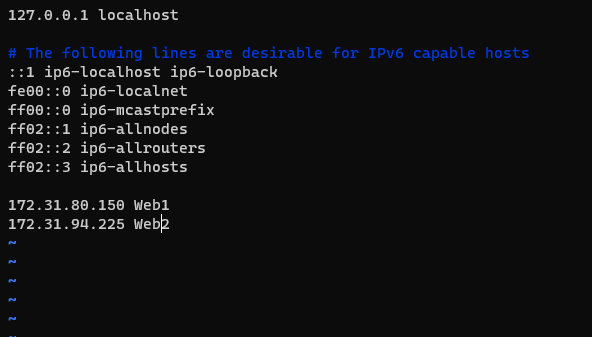 127.0.0.1 localhost
# The following lines are desirable for IPv6 capable hosts
::1 ip6-localhost ip6-loopback
fe00::0 ip6-localnet
ff00::0 ip6-mcastprefix
ff02::1 ip6-allnodes
ff02::2 ip6-allrouters
ff02::3 ip6-allhosts
172.31.80.150 Web1
172.31.94.225 Web2
~
~
~
~
~
~